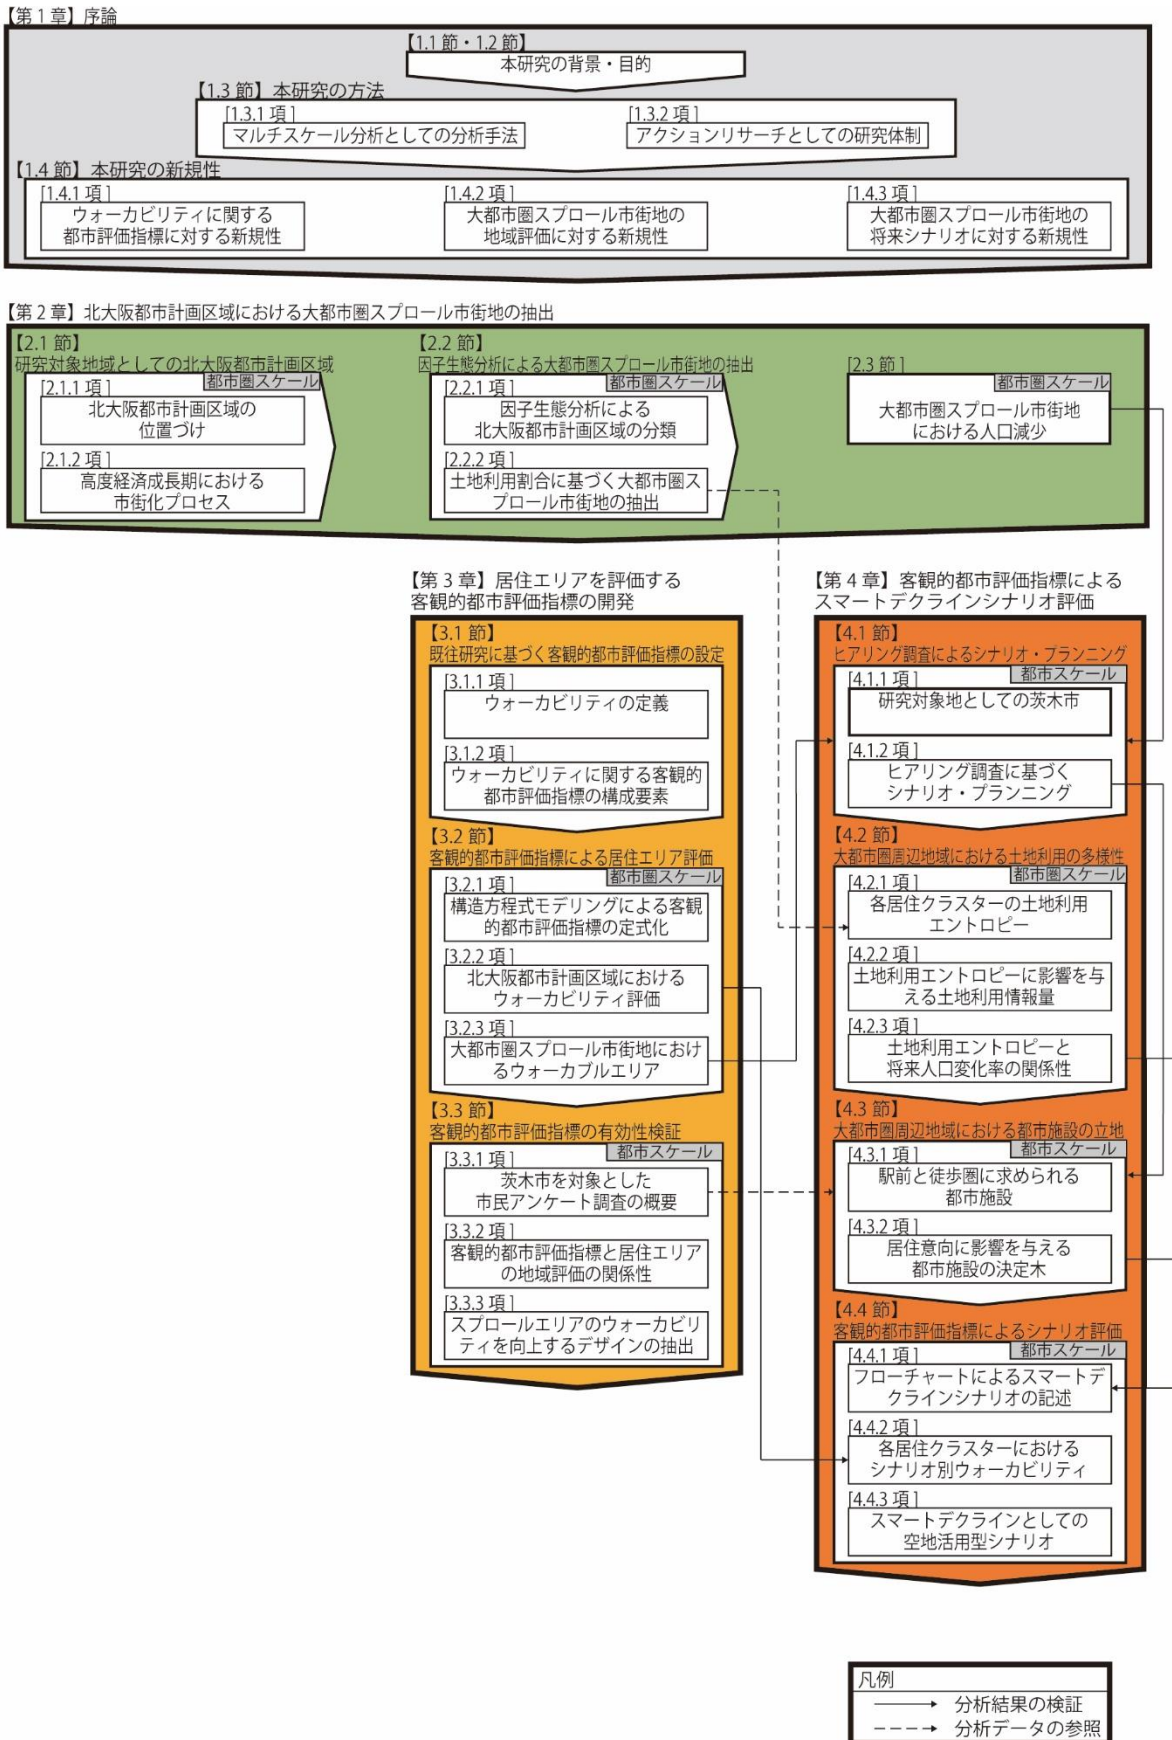 【第 1 章】序論
【1.1 節・1.2 節】
本研究の背景・目的
【1.3 節】本研究の方法
[1.3.1 項]
マルチスケール分析としての分析手法
[1.3.2 項]
アクションリサーチとしての研究体制
【1.4 節】本研究の新規性
[1.4.1 項]
ウォーカビリティに関する
都市評価指標に対する新規性
[1.4.2 項]
大都市圏スプロール市街地の
地域評価に対する新規性
[1.4.3 項]
大都市圏スプロール市街地の
将来シナリオに対する新規性
【第 2 章】北大阪都市計画区域における大都市圏スプロール市街地の抽出
【2.1 節】
研究対象地域としての北大阪都市計画区域
都市圏スケール
[2.1.1 項]
北大阪都市計画区域の
位置づけ
[2.1.2 項]
高度経済成長期における
市街化プロセス
【2.2 節】
因子生態分析による大都市圏スプロール市街地の抽出
都市圏スケール
[2.2.1 項]
因子生態分析による
北大阪都市計画区域の分類
[2.2.2 項]
土地利用割合に基づく大都市圏ス
プロール市街地の抽出
[2.3 節]
都市圏スケール
大都市圏スプロール市街地
における人口減少
【第 3 章】居住エリアを評価する
客観的都市評価指標の開発
【3.1 節】
既往研究に基づく客観的都市評価指標の設定
[3.1.1 項]
ウォーカビリティの定義
[3.1.2 項]
ウォーカビリティに関する客観的
都市評価指標の構成要素
【3.2 節】
客観的都市評価指標による居住エリア評価
都市圏スケール
[3.2.1 項]
構造方程式モデリングによる客観
的都市評価指標の定式化
[3.2.2 項]
北大阪都市計画区域における
ウォーカビリティ評価
[3.2.3 項]
大都市圏スプロール市街地におけ
るウォーカブルエリア
【3.3 節】
客観的都市評価指標の有効性検証
都市スケール
[3.3.1 項]
茨木市を対象とした
市民アンケート調査の概要
[3.3.2 項]
客観的都市評価指標と居住エリア
の地域評価の関係性
[3.3.3 項]
スプロールエリアのウォーカビリ
ティを向上するデザインの抽出
【第 4 章】客観的都市評価指標による
スマートデクラインシナリオ評価
【4.1 節】
ヒアリング調査によるシナリオ・プランニング
都市スケール
[4.1.1 項]
研究対象地としての茨木市
[4.1.2 項]
ヒアリング調査に基づく
シナリオ・プランニング
【4.2 節】
大都市圏周辺地域における土地利用の多様性
都市圏スケール
[4.2.1 項]
各居住クラスターの土地利用
エントロピー
[4.2.2 項]
土地利用エントロピーに影響を与
える土地利用情報量
[4.2.3 項]
土地利用エントロピーと
将来人口変化率の関係性
【4.3 節】
大都市圏周辺地域における都市施設の立地
都市スケール
[4.3.1 項]
駅前と徒歩圏に求められる
都市施設
[4.3.2 項]
居住意向に影響を与える
都市施設の決定木
【4.4 節】
客観的都市評価指標によるシナリオ評価
都市スケール
[4.4.1 項]
フローチャートによるスマートデ
クラインシナリオの記述
[4.4.2 項]
各居住クラスターにおける
シナリオ別ウォーカビリティ
[4.4.3 項]
スマートデクラインとしての
空地活用型シナリオ
凡例
分析結果の検証
分析データの参照